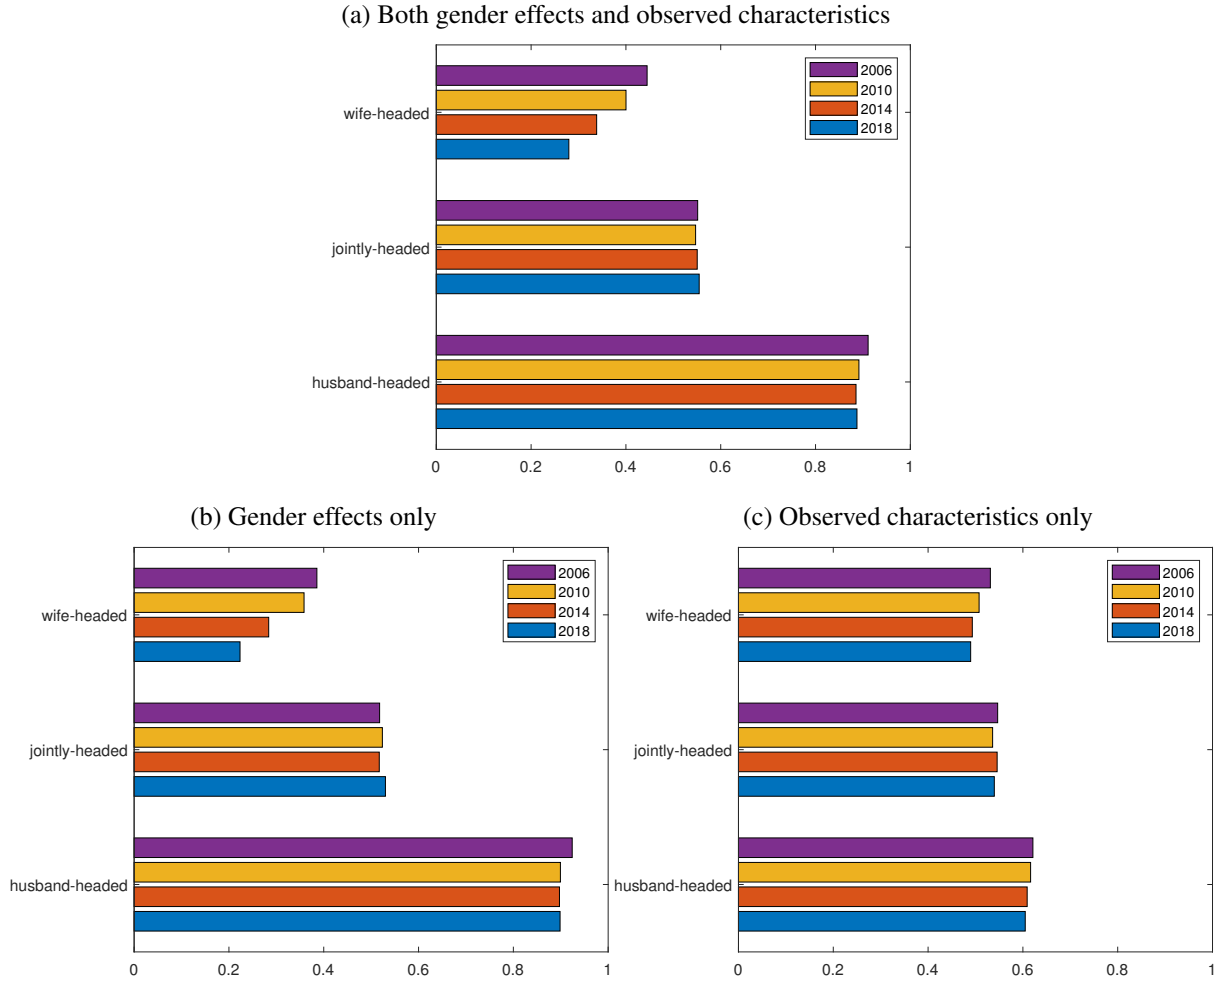 (a) Both gender effects and observed characteristics
2006
2010
2014
2018
wife-headed
jointly-headed
husband-headed
0 0.2 0.4 0.6 0.8 1
(b) Gender effects only
2006
2010
2014
2018
wife-headed
jointly-headed
husband-headed
0 0.2 0.4 0.6 0.8 1
(c) Observed characteristics only
2006
2010
2014
2018
wife-headed
jointly-headed
husband-headed
0 0.2 0.4 0.6 0.8 1